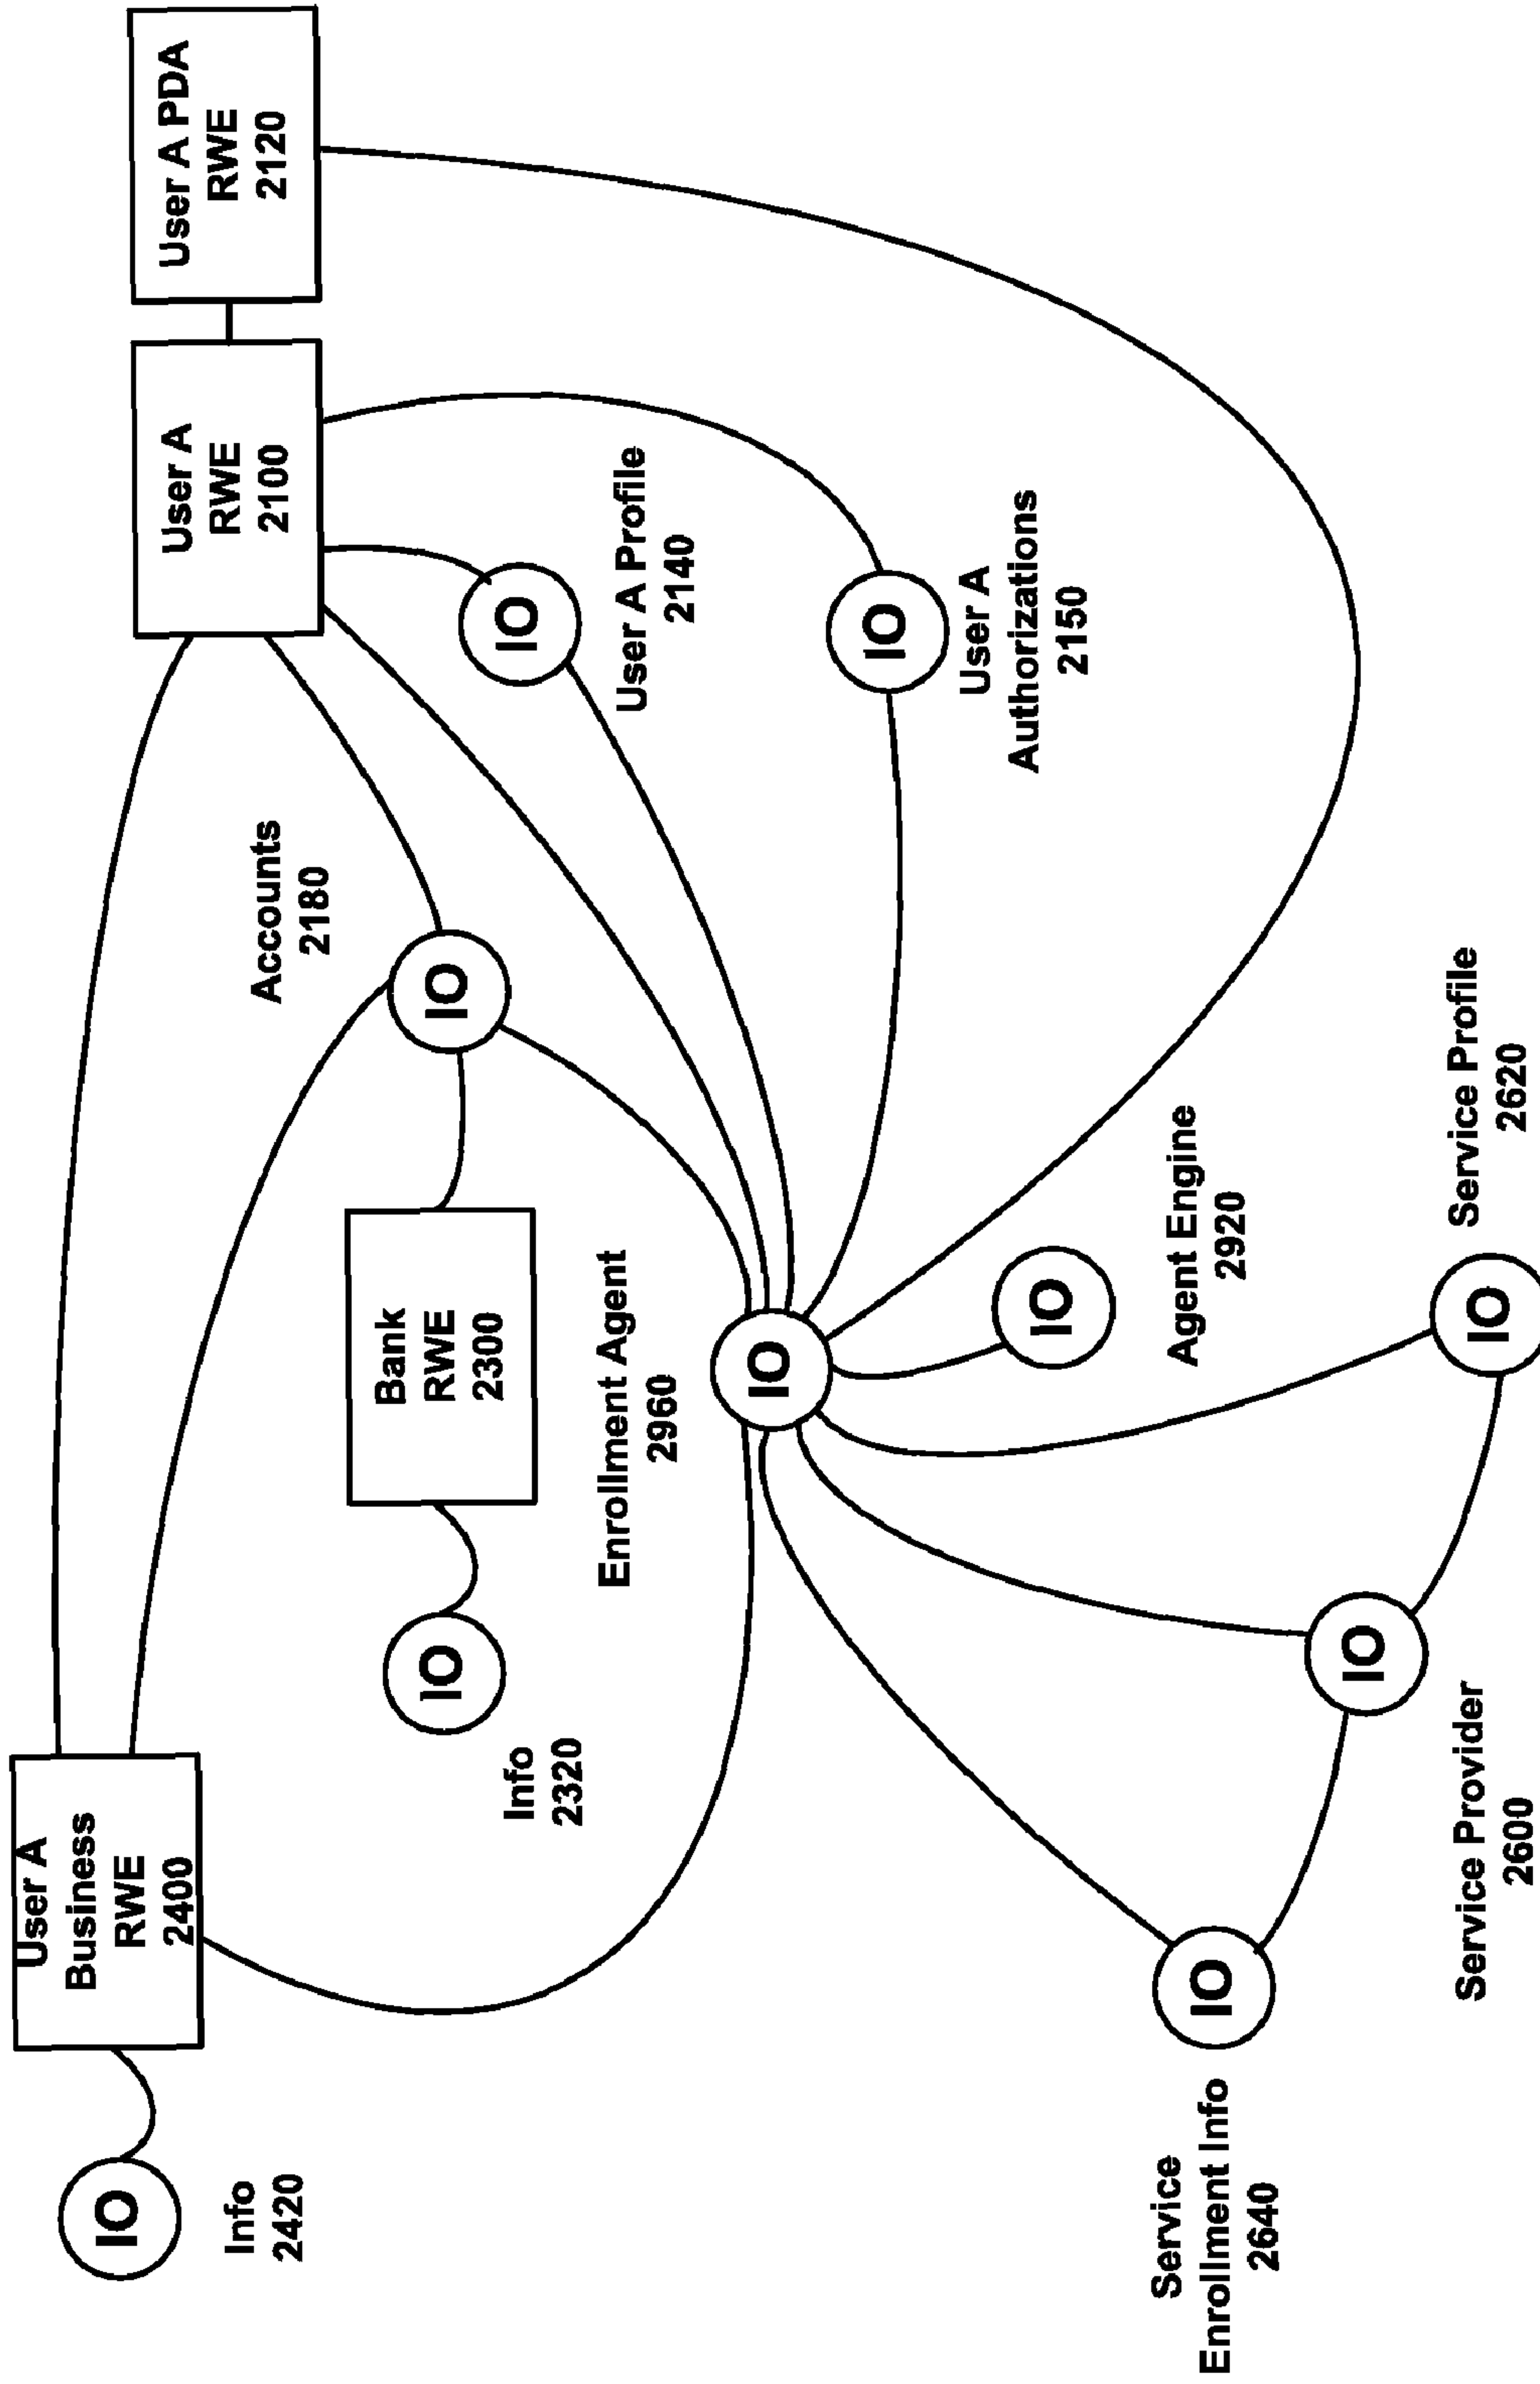 User A
Business
RWE
2400
IO
Info
2420
User A
RWE
2100
User A PDA
RWE
2120
Accounts
2180
IO
Bank
RWE
2300
IO
Info
2320
IO
User A Profile
2140
IO
User A
Authorizations
2150
Enrollment Agent
2960
IO
IO
Agent Engine
2920
IO
Service Profile
2620
IO
Service Provider
2600
IO
Service
Enrollment Info
2640